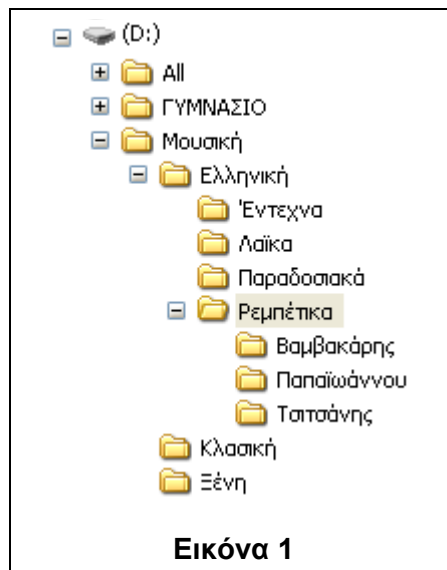 (D:)
All
ΓΥΜΝΑΣΙΟ
Μουσική
Ελληνική
Έντεχνα
Λαϊκα
Παραδοσιακά
Ρεμπέτικα
Βαμβακάρης
Παπαϊωάννου
Τσιτσάνης
Κλασική
Ξένη
Εικόνα 1